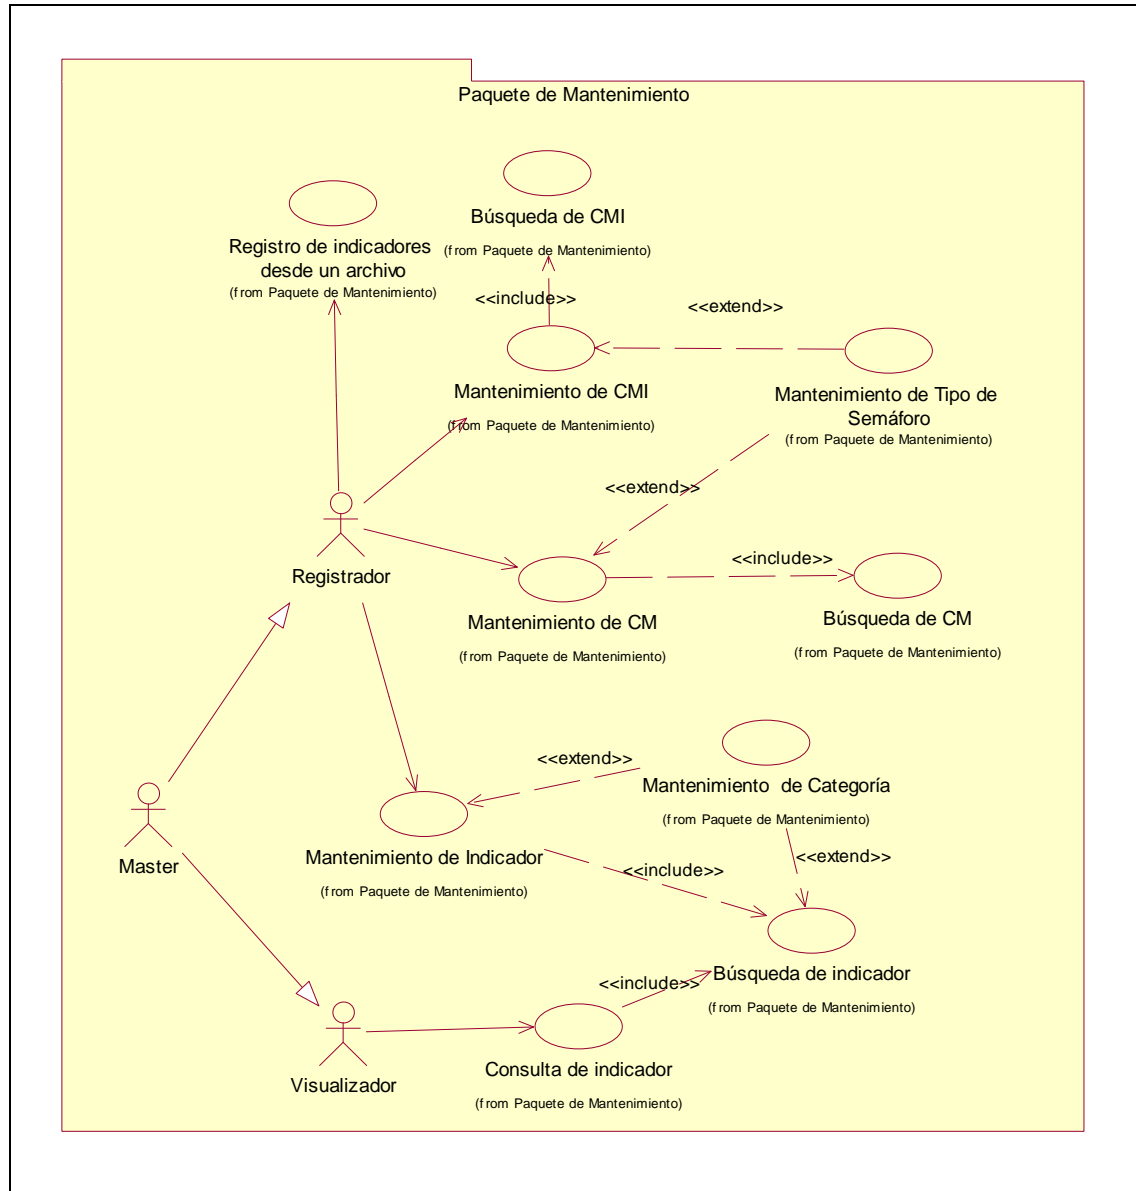 Paquete de Mantenimiento
Búsqueda de CMI
(from Paquete de Mantenimiento)
Registro de indicadores
desde un archivo
(from Paquete de Mantenimiento)
<<include>>
<<extend>>
Mantenimiento de CMI
(from Paquete de Mantenimiento)
Mantenimiento de Tipo de
Semáforo
(from Paquete de Mantenimiento)
<<extend>>
Registrador
<<include>>
Mantenimiento de CM
(from Paquete de Mantenimiento)
Búsqueda de CM
(from Paquete de Mantenimiento)
<<extend>>
Mantenimiento de Categoría
(from Paquete de Mantenimiento)
Master
Mantenimiento de Indicador
(from Paquete de Mantenimiento)
<<include>>
<<extend>>
Búsqueda de indicador
(from Paquete de Mantenimiento)
<<include>>
Visualizador
Consulta de indicador
(from Paquete de Mantenimiento)